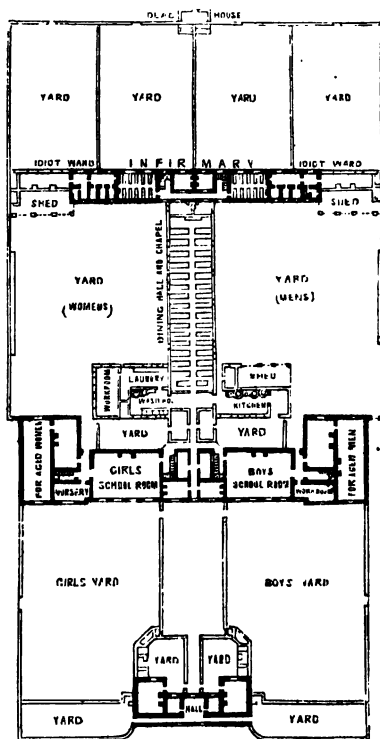 DEAD HOUSE
YARD YARD YARD YARD
IDIOT WARD INFIRMARY IDIOT WARD
SHED SHED
DINING HALL AND CHAPEL
YARD
(WOMENS)
YARD
(MENS)
WORKROOM
LAUNDRY
WASH HO.
SHED
KITCHEN
YARD YARD
FOR AGED WOMEN
NURSERY
GIRLS
SCHOOL ROOM
BOYS
SCHOOL ROOM
WORKROOM
FOR AGED MEN
GIRLS YARD BOYS YARD
YARD YARD
HALL
YARD YARD